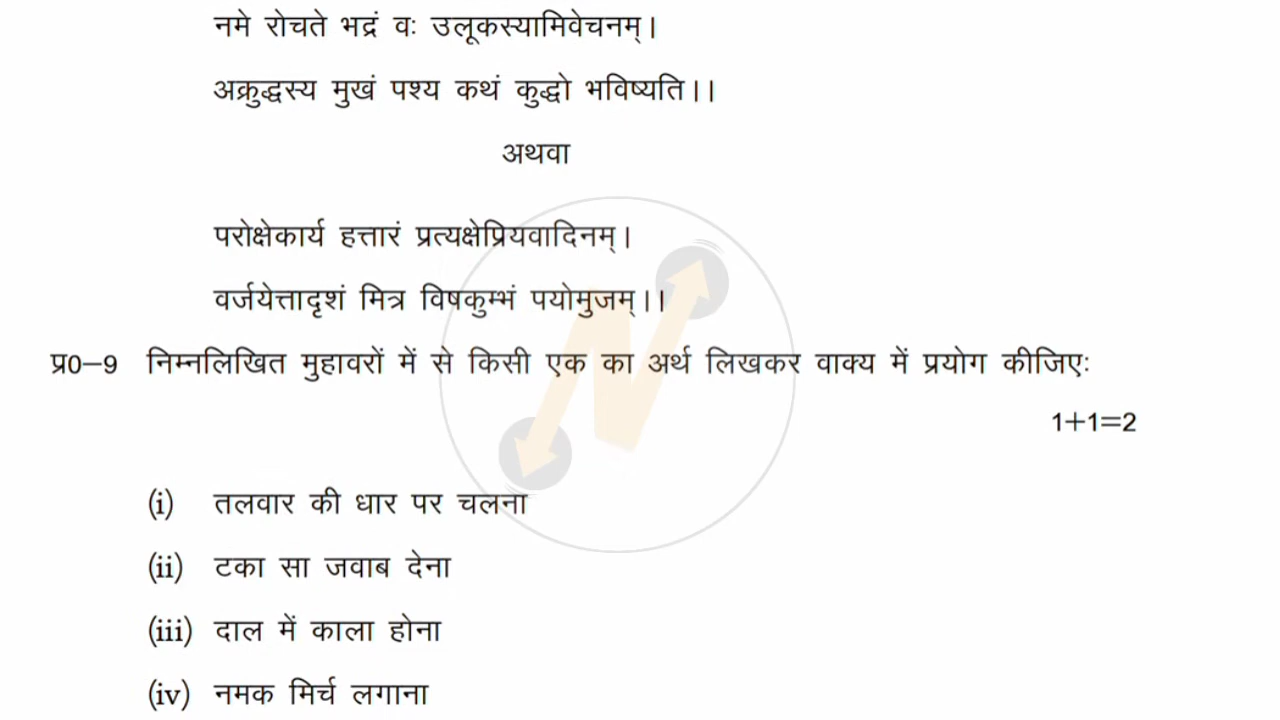 नमे रोचते भद्रं वः उलूकस्यामिवेचनम्।
अक्रुद्धस्य मुखं पश्य कथं कुद्धो भविष्यति।।
अथवा
परोक्षेकार्य हत्तारं प्रत्यक्षेप्रियवादिनम्।
वर्जयेत्तादृशं मित्र विषकुम्भं पयोमुजम्।।
प्र0–9 निम्नलिखित मुहावरों में से किसी एक का अर्थ लिखकर वाक्य में प्रयोग कीजिएः
1+1=2
(i) तलवार की धार पर चलना
(ii) टका सा जवाब देना
(iii) दाल में काला होना
(iv) नमक मिर्च लगाना